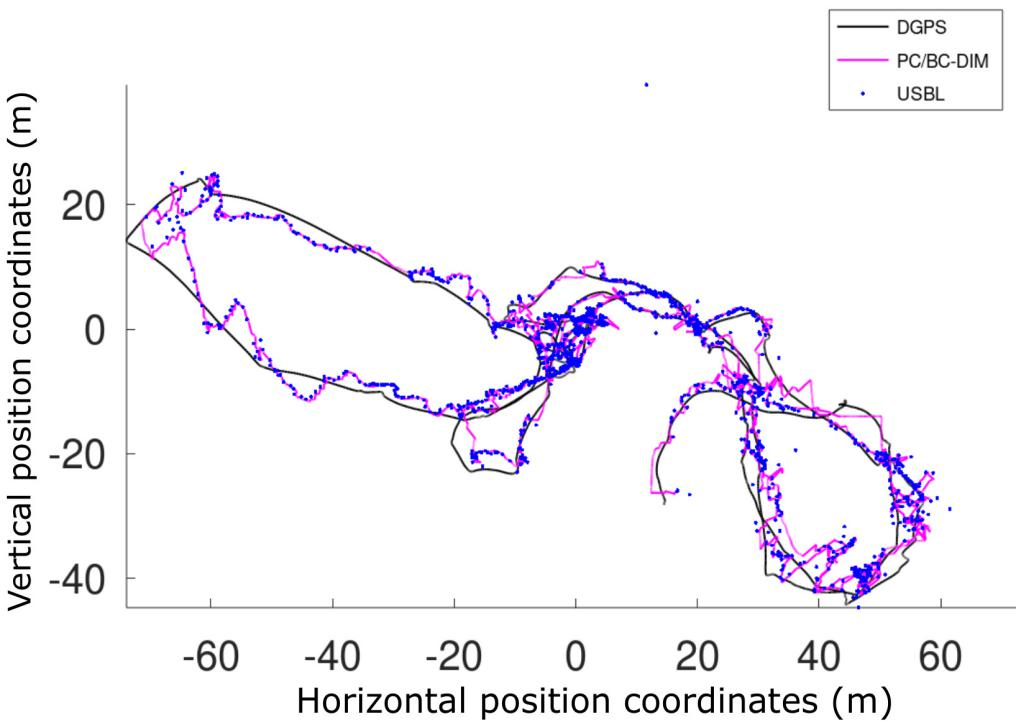 DGPS
PC/BC-DIM
USBL
Vertical position coordinates (m)
20
0
-20
-40
-60 -40 -20 0 20 40 60
Horizontal position coordinates (m)